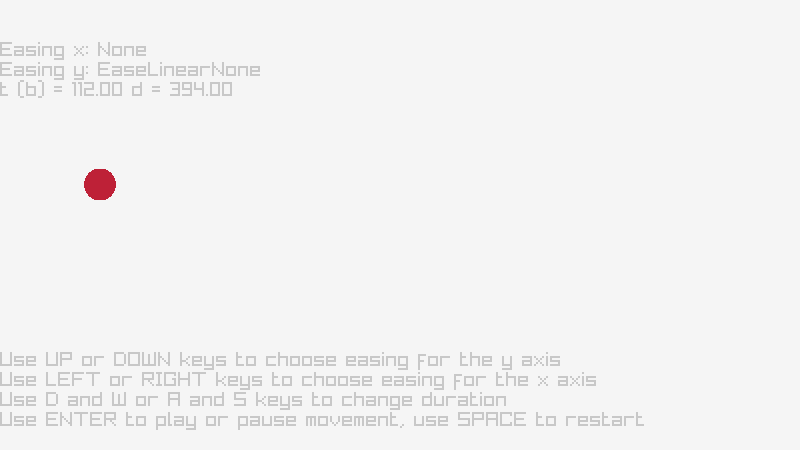 Easing x: None
Easing y: EaseLinearNone
t (b) = 112.00 d = 394.00
Use UP or DOWN keys to choose easing for the y axis
Use LEFT or RIGHT keys to choose easing for the x axis
Use D and W or A and S keys to change duration
Use ENTER to play or pause movement, use SPACE to restart